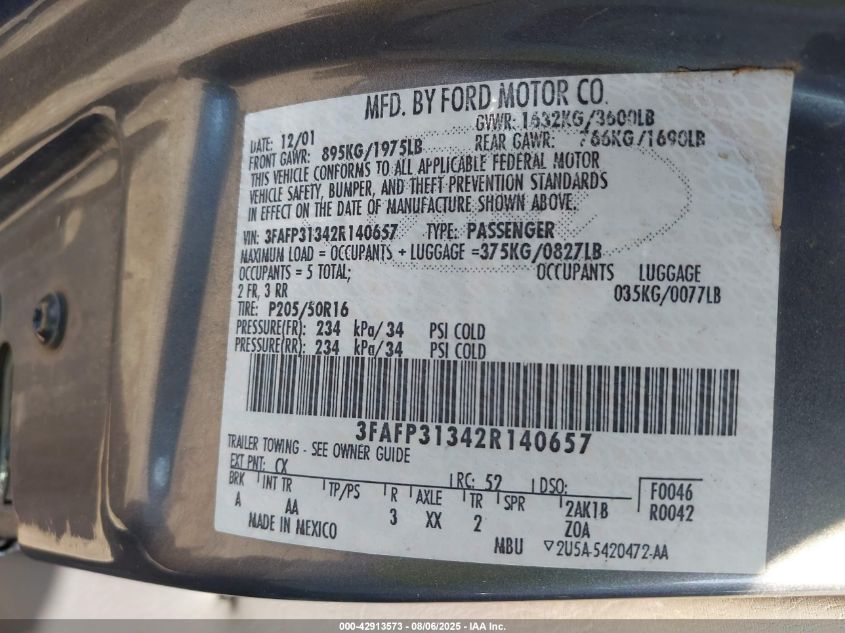 MFD. BY FORD MOTOR CO.
DATE: 12/01 GVWR: 1632KG/3600LB
FRONT GAWR: 895KG/1975LB REAR GAWR: 766KG/1690LB
THIS VEHICLE CONFORMS TO ALL APPLICABLE FEDERAL MOTOR
VEHICLE SAFETY, BUMPER, AND THEFT PREVENTION STANDARDS
IN EFFECT ON THE DATE OF MANUFACTURE SHOWN ABOVE.
VIN: 3FAFP31342R140657 TYPE: PASSENGER
MAXIMUM LOAD = OCCUPANTS + LUGGAGE =375KG/0827LB
OCCUPANTS = 5 TOTAL; OCCUPANTS LUGGAGE
2 FR, 3 RR 035KG/0077LB
TIRE: P205/50R16
PRESSURE(FR): 234 kPa/34 PSI COLD
PRESSURE(RR): 234 kPa/34 PSI COLD
3FAFP31342R140657
TRAILER TOWING - SEE OWNER GUIDE
EXT PNT: CX RC: 52 DSO: F0046
BRK INT TR TP/PS R AXLE TR SPR 2AK1B R0042
A AA 3 XX 2 Z0A
MADE IN MEXICO MBU ▽2U5A-5420472-AA
000-42913573 - 08/06/2025 - IAA Inc.